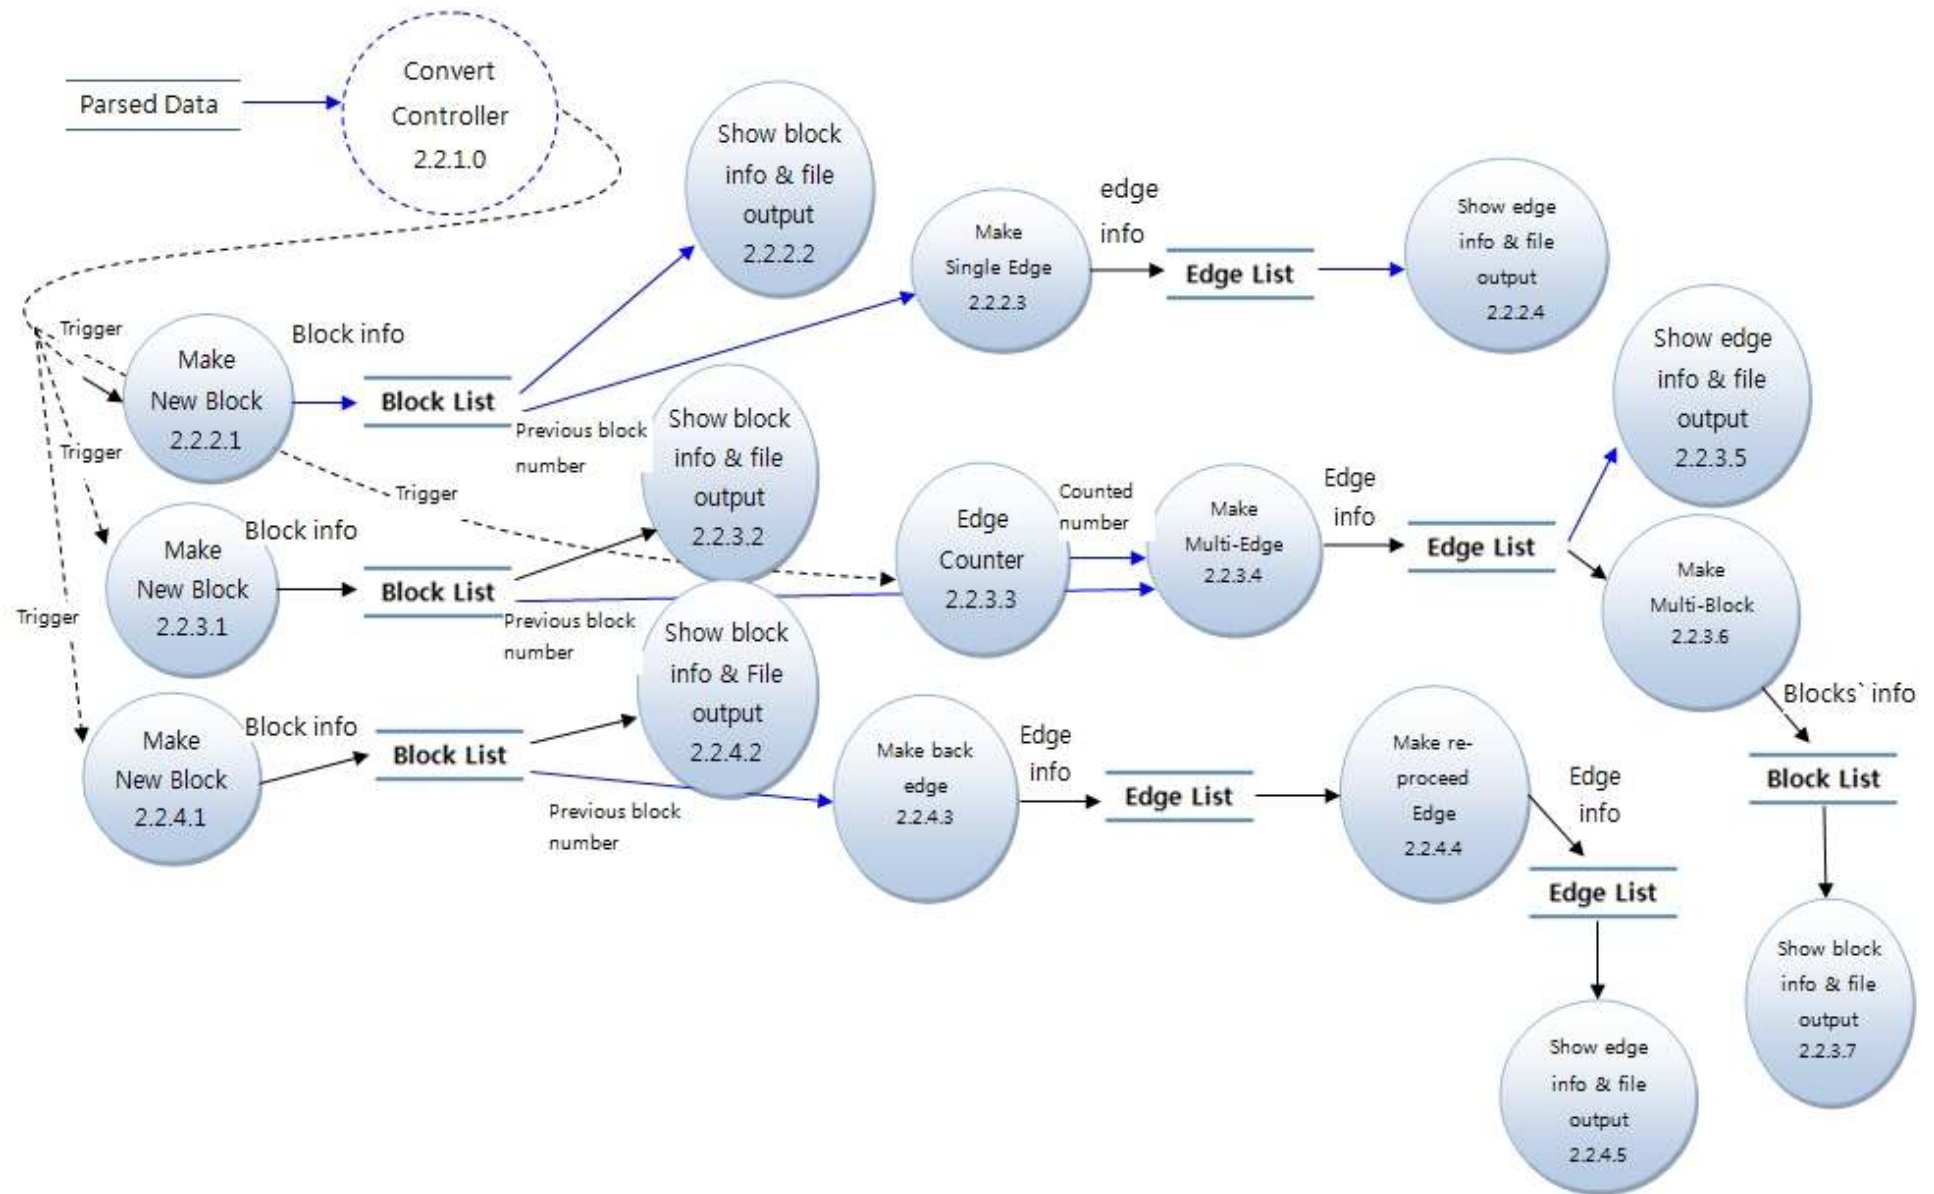 Parsed Data
Convert
Controller
2.2.1.0
Show block
info & file
output
2.2.2.2
Make
Single Edge
2.2.2.3
edge
info
Edge List
Show edge
info & file
output
2.2.2.4
Trigger
Make
New Block
2.2.2.1
Block info
Block List
Previous block
number
Trigger
Trigger
Make
New Block
2.2.3.1
Block info
Block List
Previous block
number
Show block
info & file
output
2.2.3.2
Edge
Counter
2.2.3.3
Counted
number
Make
Multi-Edge
2.2.3.4
Edge
info
Edge List
Show edge
info & file
output
2.2.3.5
Make
Multi-Block
2.2.3.6
Blocks` info
Block List
Show block
info & file
output
2.2.3.7
Trigger
Make
New Block
2.2.4.1
Block info
Block List
Previous block
number
Show block
info & File
output
2.2.4.2
Make back
edge
2.2.4.3
Edge
info
Edge List
Make re-
proceed
Edge
2.2.4.4
Edge
info
Edge List
Show edge
info & file
output
2.2.4.5